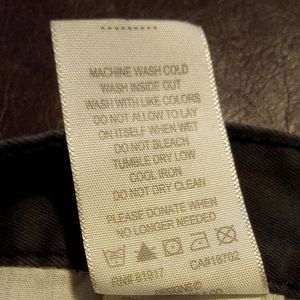 MACHINE WASH COLD
WASH INSIDE OUT
WASH WITH LIKE COLORS
DO NOT ALLOW TO LAY
ON ITSELF WHEN WET
DO NOT BLEACH
TUMBLE DRY LOW
COOL IRON
DO NOT DRY CLEAN
PLEASE DONATE WHEN
NO LONGER NEEDED
RN# 81917 CA#18702
DESIGNS©